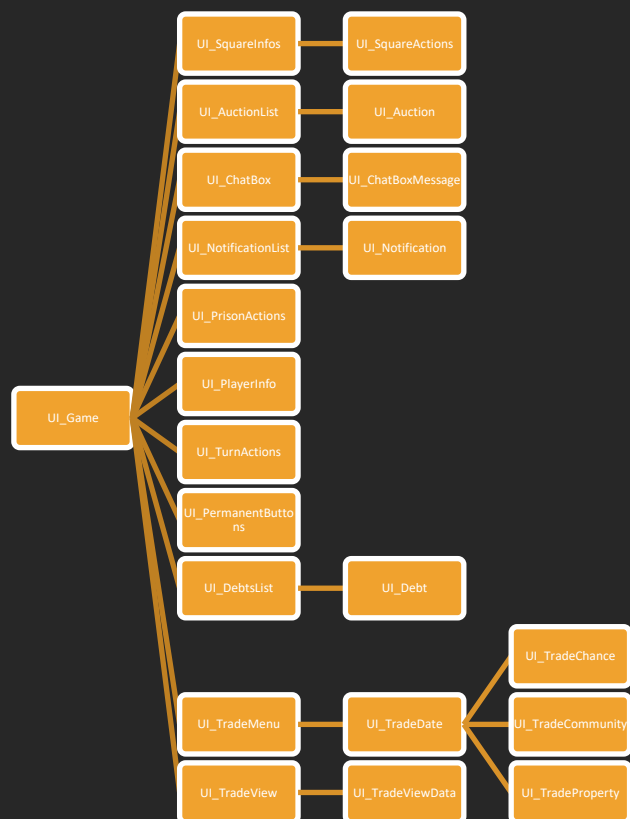 UI_SquareInfos
UI_SquareActions
UI_AuctionList
UI_Auction
UI_ChatBox
UI_ChatBoxMessage
UI_NotificationList
UI_Notification
UI_PrisonActions
UI_PlayerInfo
UI_Game
UI_TurnActions
UI_PermanentButto
ns
UI_DebtsList
UI_Debt
UI_TradeChance
UI_TradeMenu
UI_TradeDate
UI_TradeCommunity
UI_TradeView
UI_TradeViewData
UI_TradeProperty